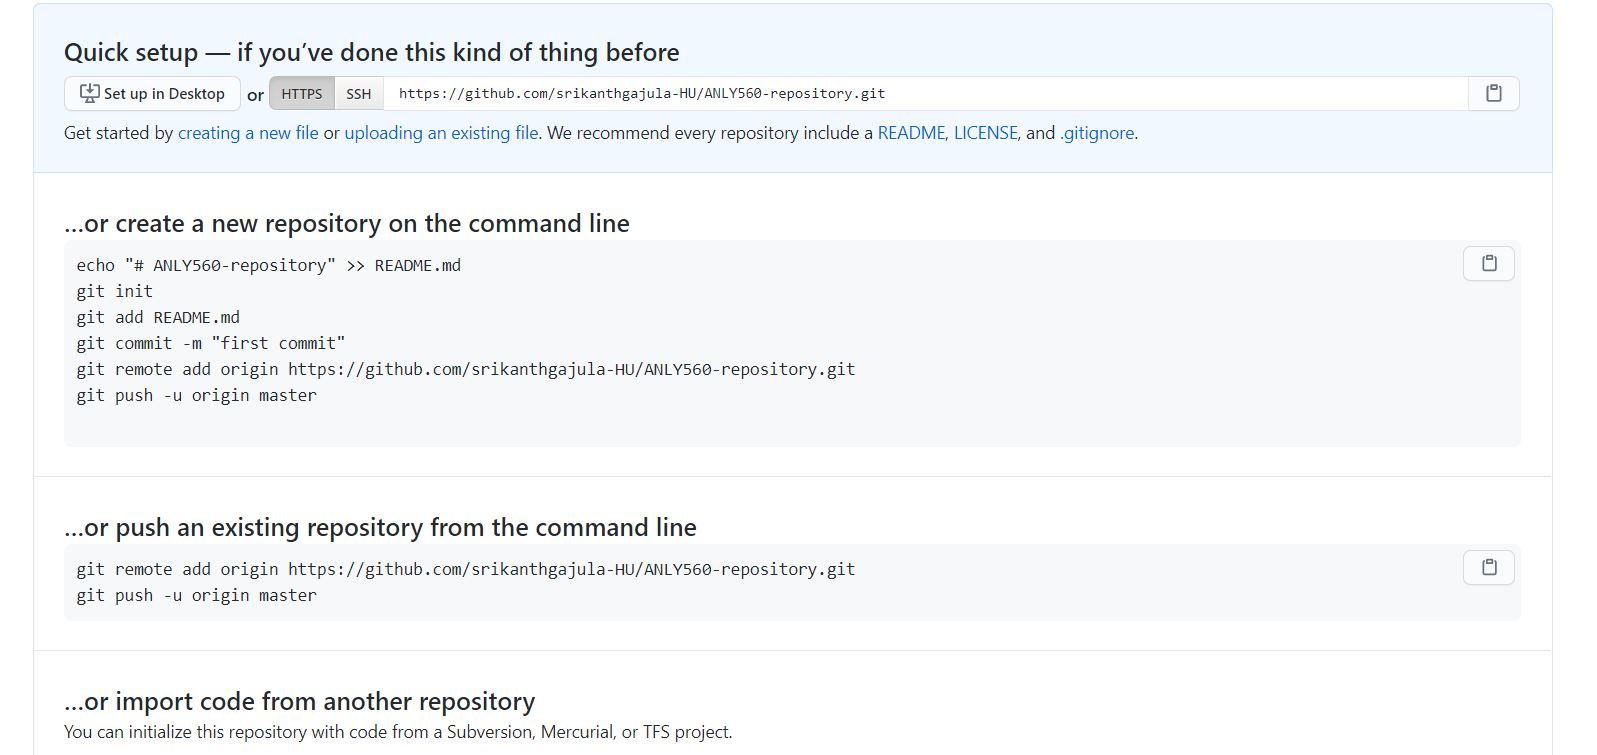 Quick setup — if you’ve done this kind of thing before
Set up in Desktop or HTTPS SSH https://github.com/srikanthgajula-HU/ANLY560-repository.git
Get started by creating a new file or uploading an existing file. We recommend every repository include a README, LICENSE, and .gitignore.
…or create a new repository on the command line
echo "# ANLY560-repository" >> README.md
git init
git add README.md
git commit -m "first commit"
git remote add origin https://github.com/srikanthgajula-HU/ANLY560-repository.git
git push -u origin master
…or push an existing repository from the command line
git remote add origin https://github.com/srikanthgajula-HU/ANLY560-repository.git
git push -u origin master
…or import code from another repository
You can initialize this repository with code from a Subversion, Mercurial, or TFS project.